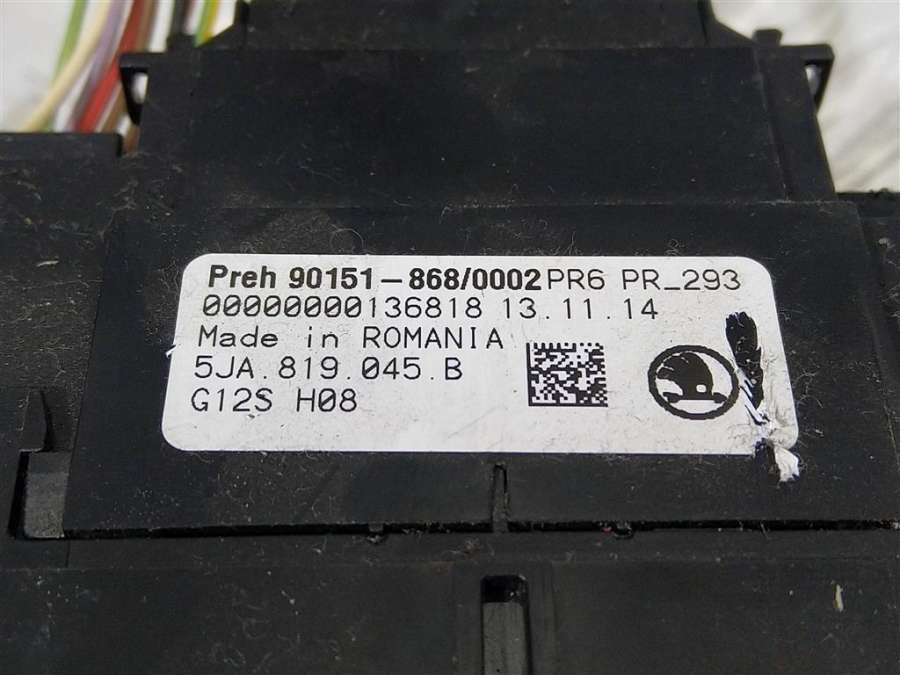 Preh 90151-868/0002 PR6 PR_293
00000000136818 13.11.14
Made in ROMANIA
5JA.819.045.B
G12S H08